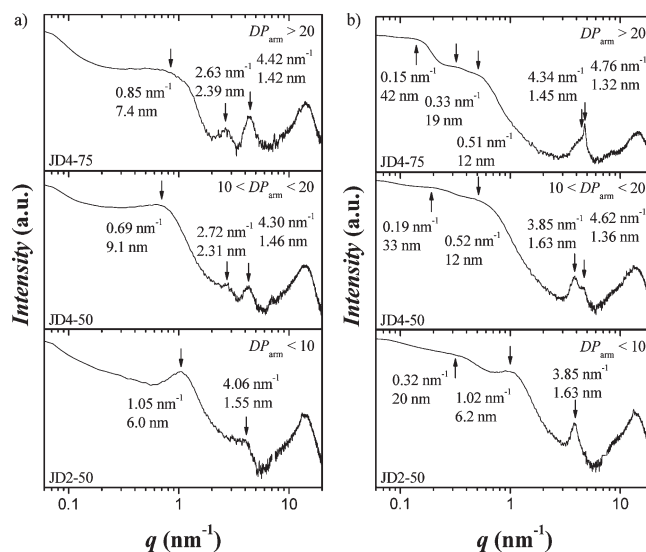 a)
DParm > 20
0.85 nm-1
7.4 nm
2.63 nm-1
2.39 nm
4.42 nm-1
1.42 nm
JD4-75
10 < DParm < 20
0.69 nm-1
9.1 nm
2.72 nm-1
2.31 nm
4.30 nm-1
1.46 nm
JD4-50
DParm < 10
1.05 nm-1
6.0 nm
4.06 nm-1
1.55 nm
JD2-50
Intensity (a.u.)
0.1 1 10
q (nm-1)
b)
DParm > 20
0.15 nm-1
42 nm
0.33 nm-1
19 nm
0.51 nm-1
12 nm
4.34 nm-1
1.45 nm
4.76 nm-1
1.32 nm
JD4-75
10 < DParm < 20
0.19 nm-1
33 nm
0.52 nm-1
12 nm
3.85 nm-1
1.63 nm
4.62 nm-1
1.36 nm
JD4-50
DParm < 10
0.32 nm-1
20 nm
1.02 nm-1
6.2 nm
3.85 nm-1
1.63 nm
JD2-50
Intensity (a.u.)
0.1 1 10
q (nm-1)